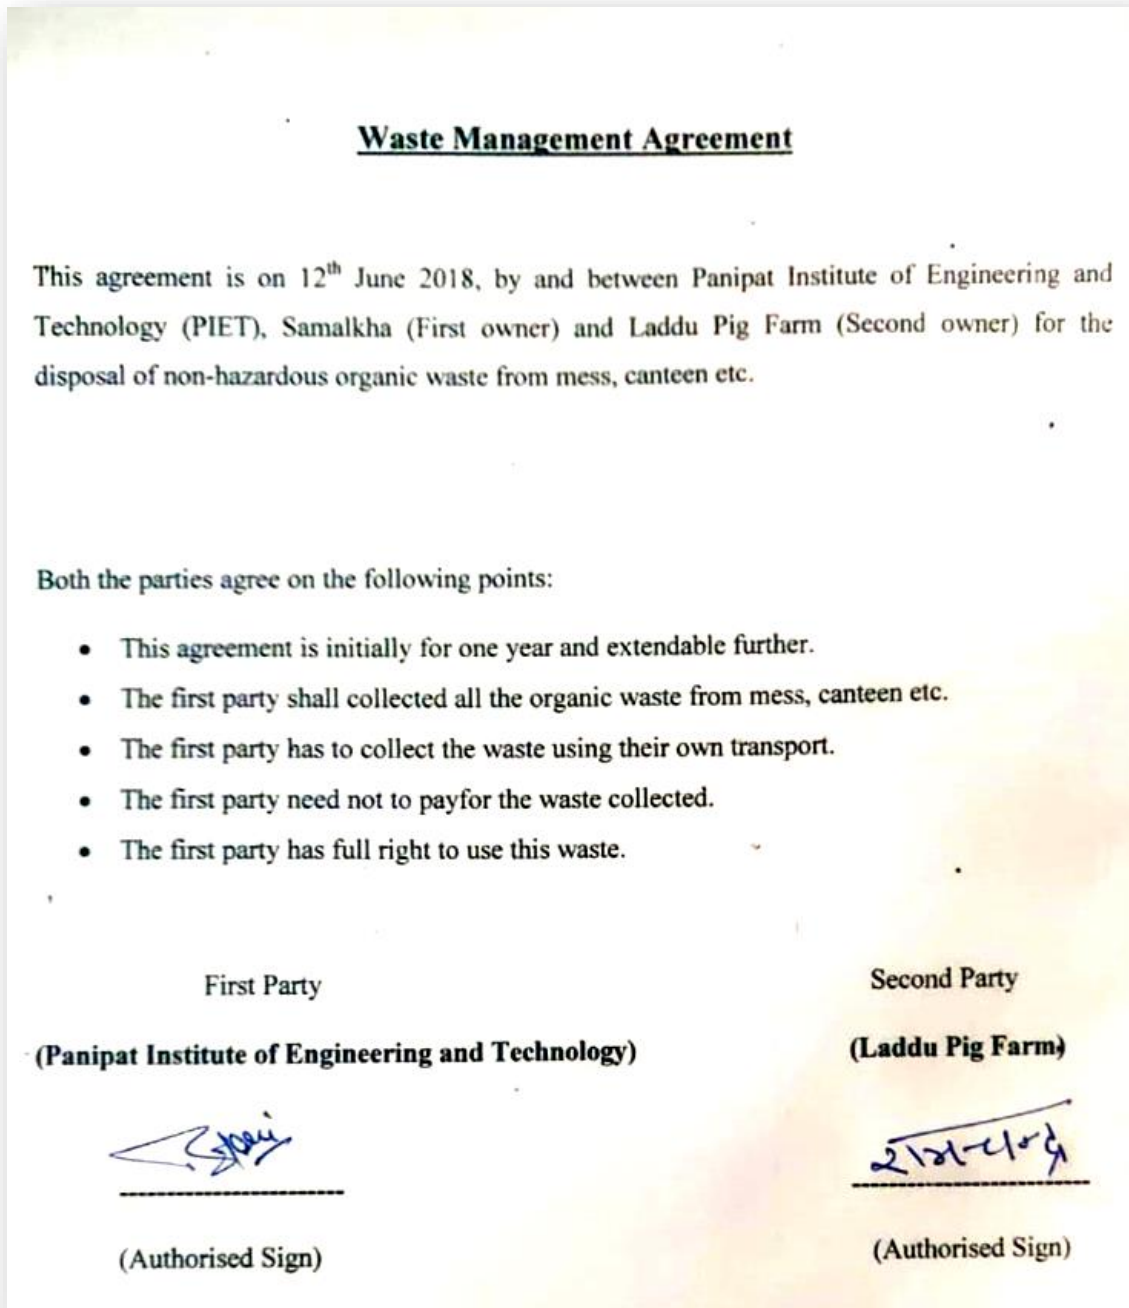 Waste Management Agreement
This agreement is on 12th June 2018, by and between Panipat Institute of Engineering and
Technology (PIET), Samalkha (First owner) and Laddu Pig Farm (Second owner) for the
disposal of non-hazardous organic waste from mess, canteen etc.
Both the parties agree on the following points:
• This agreement is initially for one year and extendable further.
• The first party shall collected all the organic waste from mess, canteen etc.
• The first party has to collect the waste using their own transport.
• The first party need not to payfor the waste collected.
• The first party has full right to use this waste.
First Party Second Party
(Panipat Institute of Engineering and Technology) (Laddu Pig Farm)
रामचन्द्र
(Authorised Sign) (Authorised Sign)